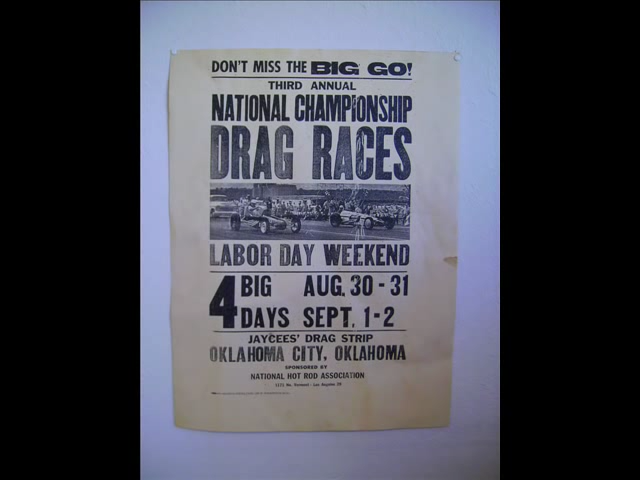 DON'T MISS THE BIG GO!
THIRD ANNUAL
NATIONAL CHAMPIONSHIP
DRAG RACES
LABOR DAY WEEKEND
4 BIG DAYS
AUG. 30 - 31
SEPT. 1 - 2
JAYCEES' DRAG STRIP
OKLAHOMA CITY, OKLAHOMA
SPONSORED BY
NATIONAL HOT ROD ASSOCIATION